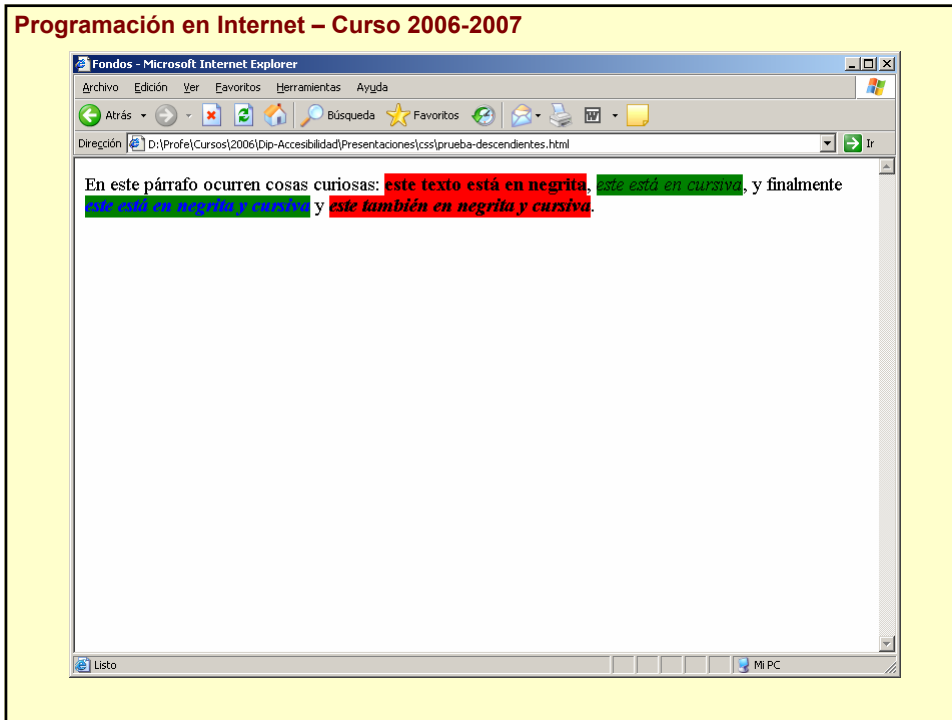 Programación en Internet – Curso 2006-2007
Fondos - Microsoft Internet Explorer
Archivo Edición Ver Favoritos Herramientas Ayuda
Atrás Búsqueda Favoritos
Dirección D:\Profe\Cursos\2006\Dip-Accesibilidad\Presentaciones\css\prueba-descendientes.html Ir
En este párrafo ocurren cosas curiosas: este texto está en negrita, este está en cursiva, y finalmente
este está en negrita y cursiva y este también en negrita y cursiva.
Listo Mi PC